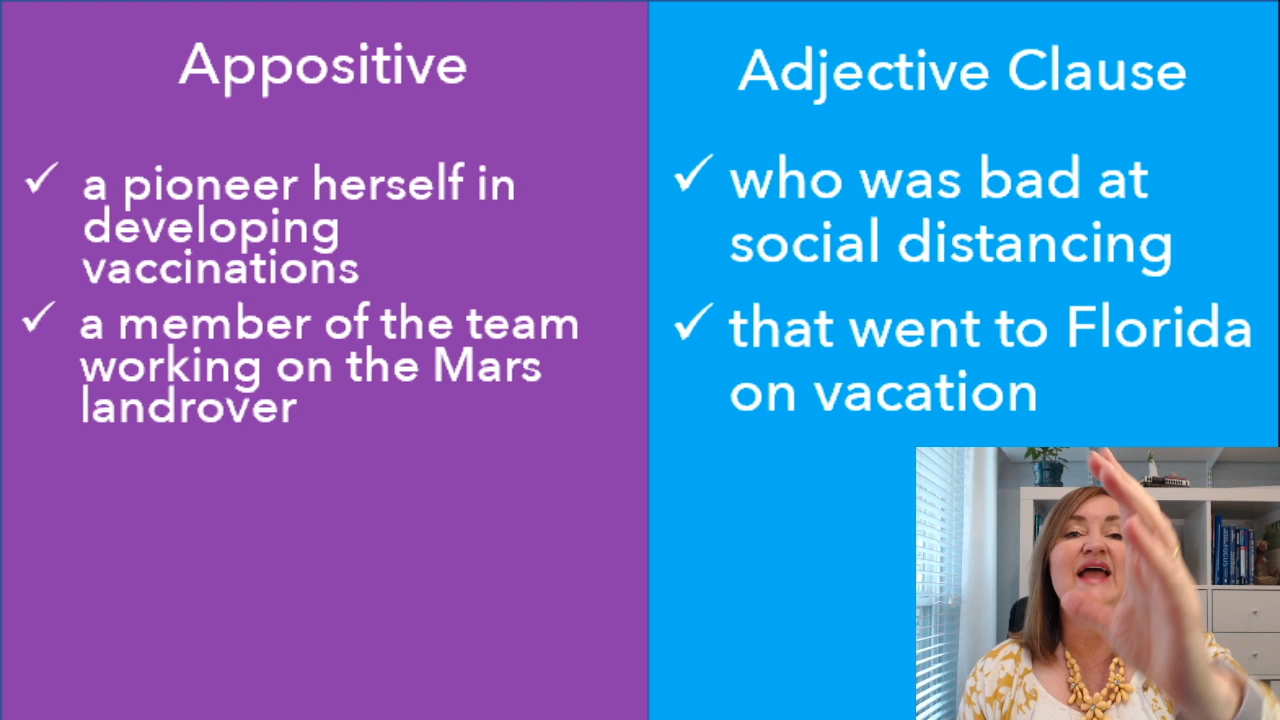 Appositive
✓ a pioneer herself in
developing
vaccinations
✓ a member of the team
working on the Mars
landrover
Adjective Clause
✓ who was bad at
social distancing
✓ that went to Florida
on vacation